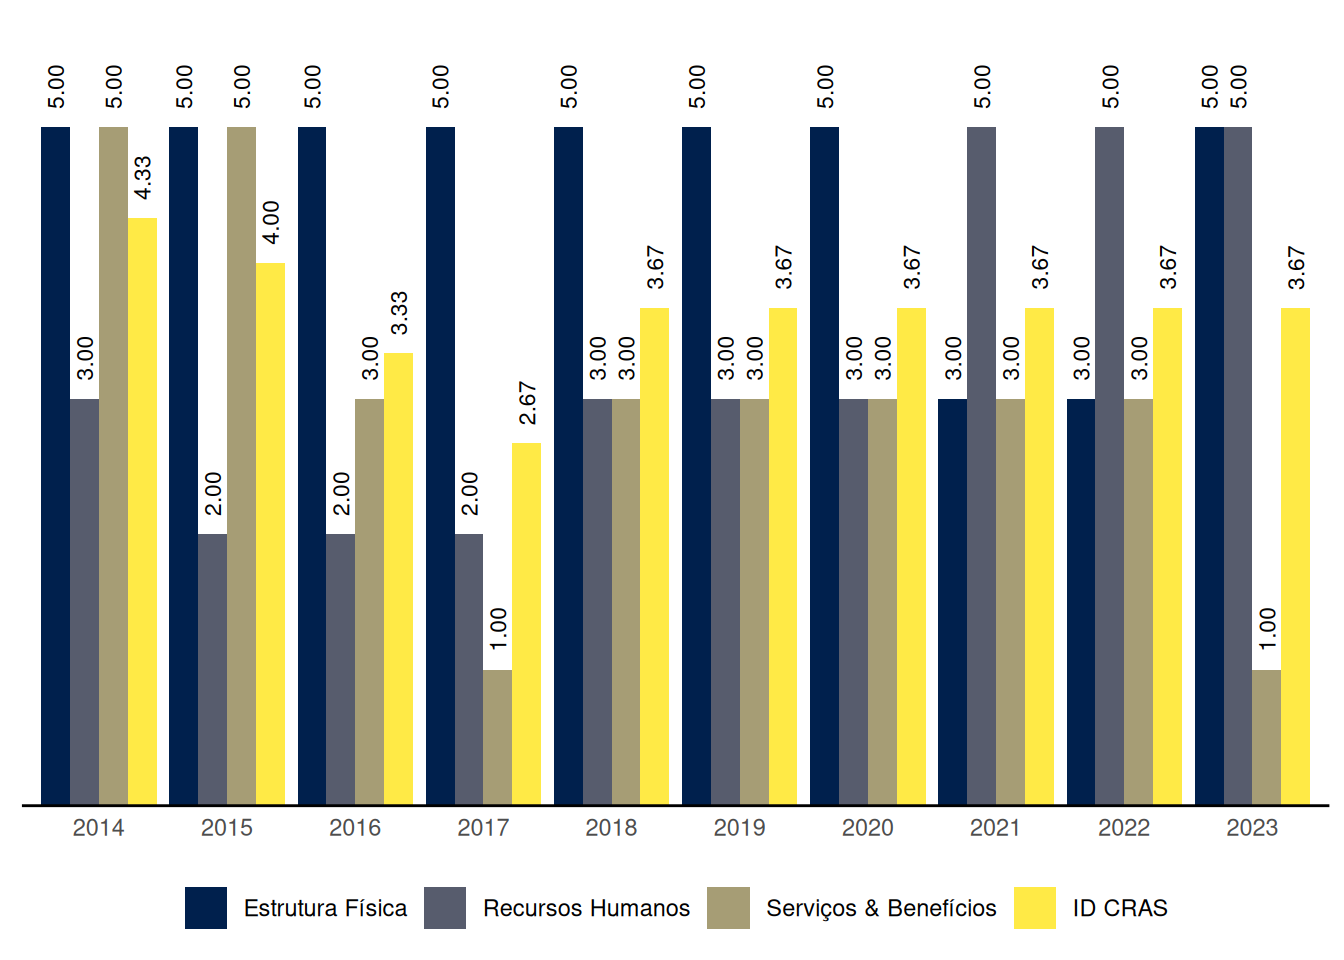 5.00 3.00 5.00 4.33 5.00 2.00 5.00 4.00 5.00 2.00 3.00 3.33 5.00 2.00 1.00 2.67 5.00 3.00 3.00 3.67 5.00 3.00 3.00 3.67 5.00 3.00 3.00 3.67 3.00 5.00 3.00 3.67 3.00 5.00 3.00 3.67 5.00 5.00 1.00 3.67
2014 2015 2016 2017 2018 2019 2020 2021 2022 2023
Estrutura Física Recursos Humanos Serviços & Benefícios ID CRAS